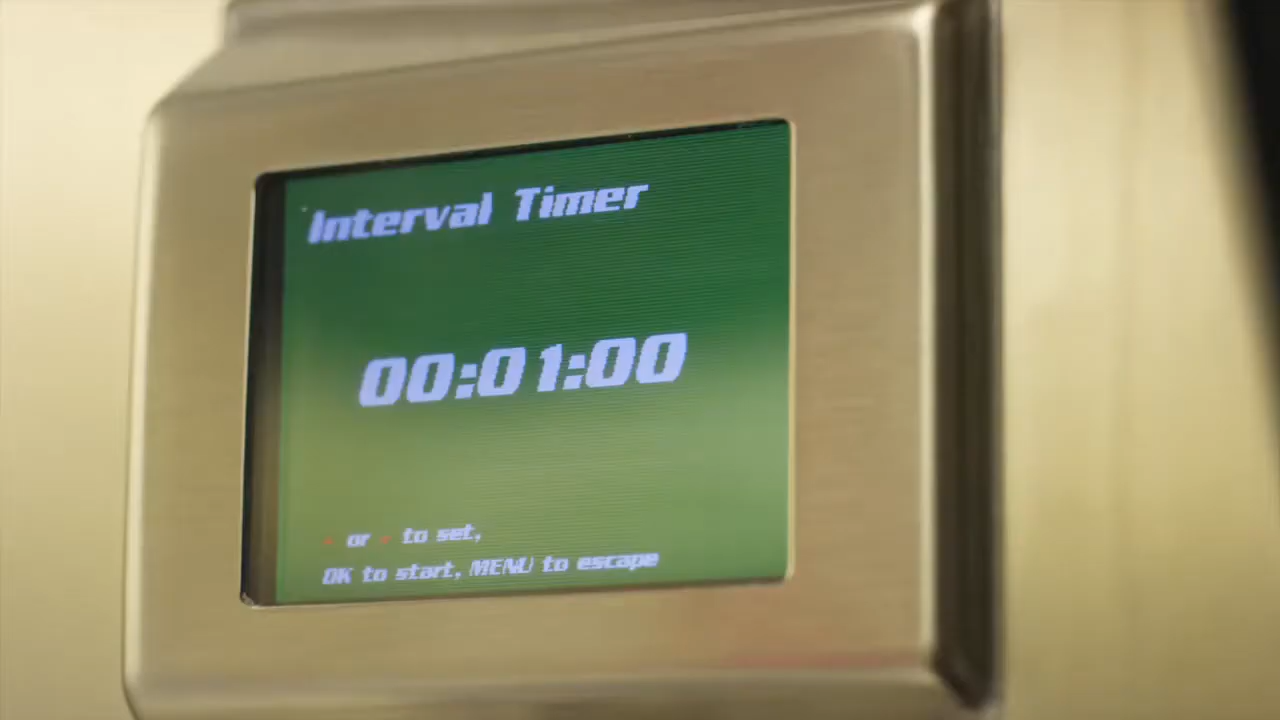 Interval Timer
00:01:00
or to set,
OK to start, MENU to escape